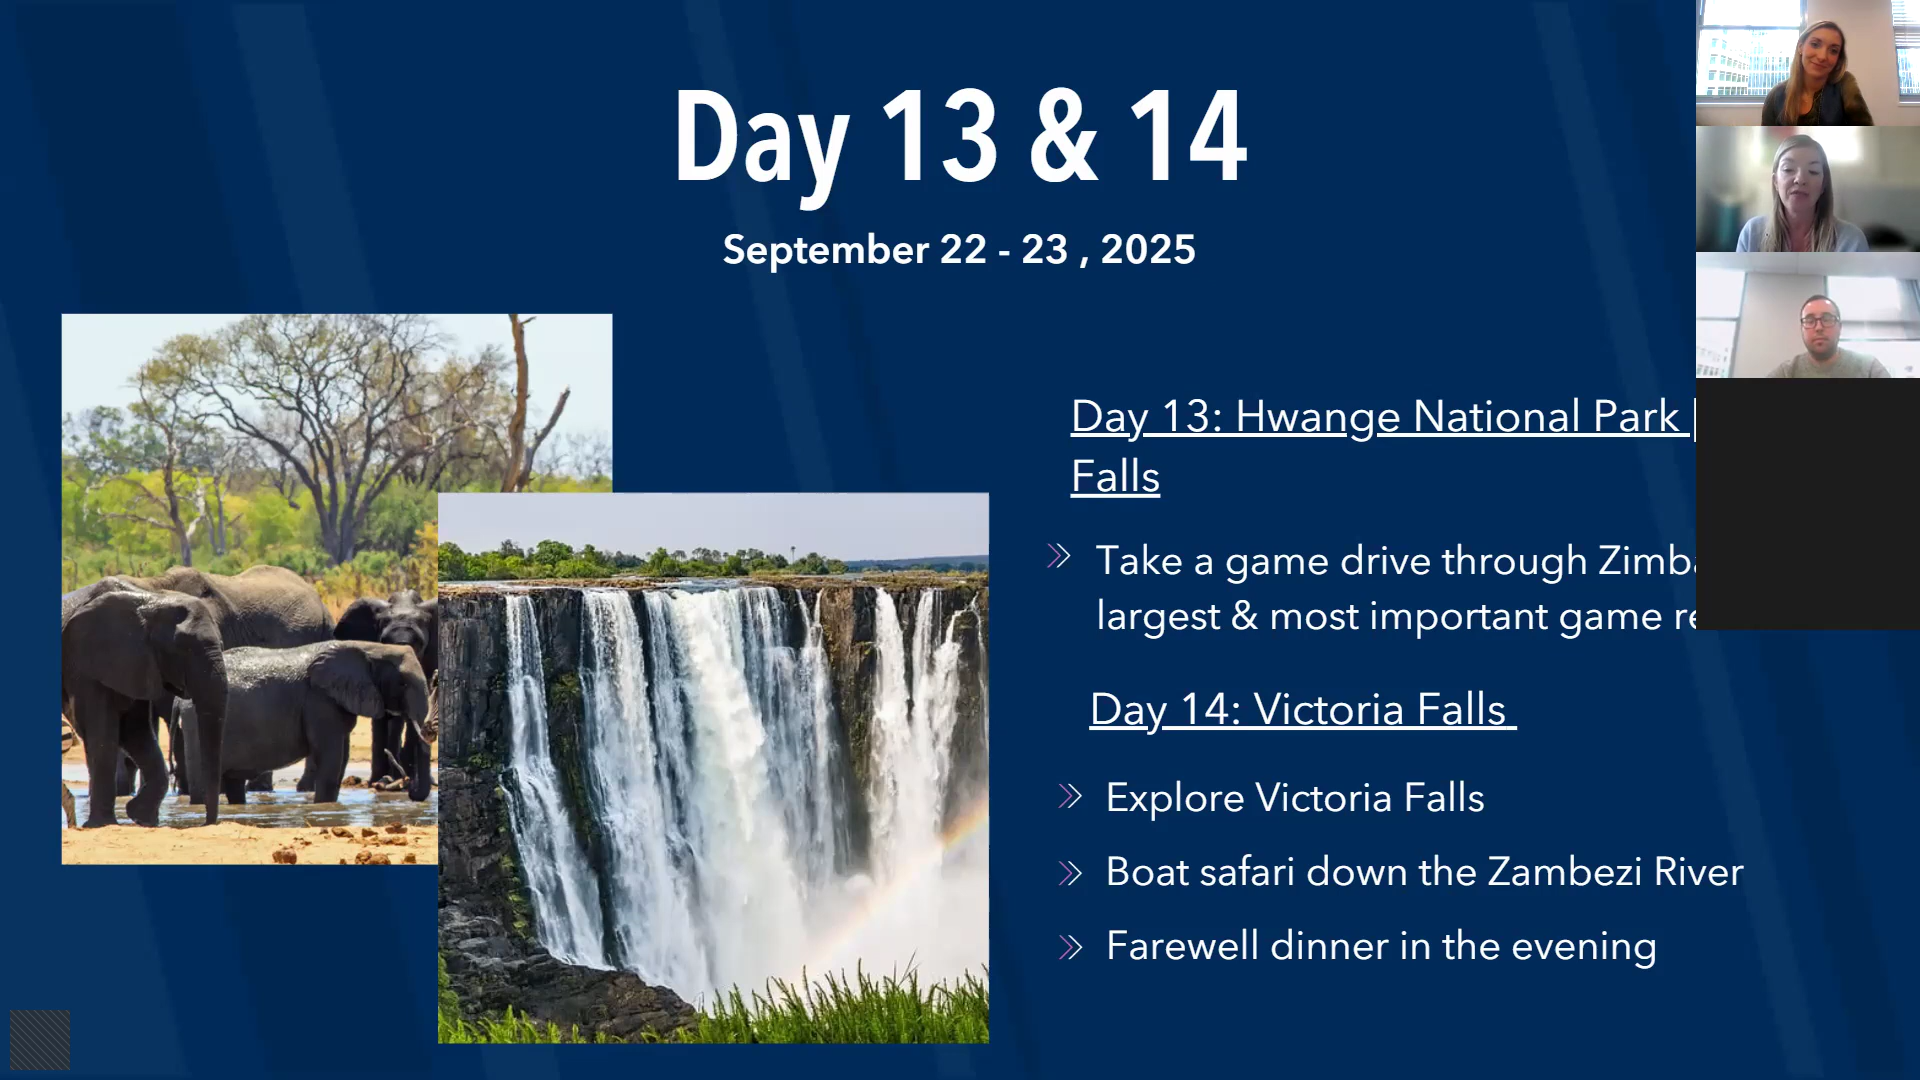 Day 13 & 14
September 22 - 23 , 2025
Day 13: Hwange National Park |
Falls
Take a game drive through
largest & most important game
Day 14: Victoria Falls
Explore Victoria Falls
Boat safari down the Zambezi River
Farewell dinner in the evening